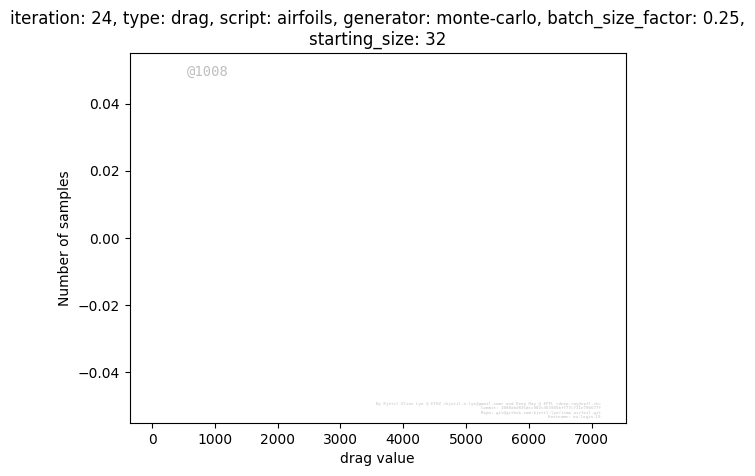 iteration: 24, type: drag, script: airfoils, generator: monte-carlo, batch_size_factor: 0.25,
starting_size: 32
@1008
0.04
0.02
0.00
−0.02
−0.04
Number of samples
0 1000 2000 3000 4000 5000 6000 7000
drag value